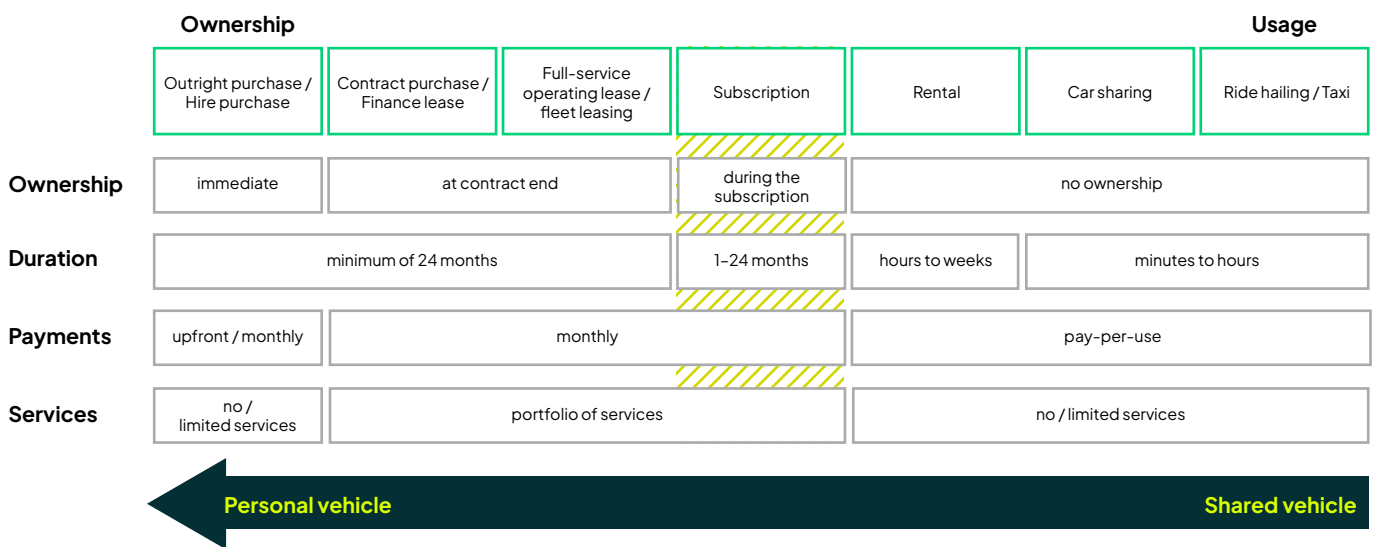 Ownership
Usage
Outright purchase /
Hire purchase
Contract purchase /
Finance lease
Full-service
operating lease /
fleet leasing
Subscription
Rental
Car sharing
Ride hailing / Taxi
Ownership
immediate
at contract end
during the
subscription
no ownership
Duration
minimum of 24 months
1–24 months
hours to weeks
minutes to hours
Payments
upfront / monthly
monthly
pay-per-use
Services
no /
limited services
portfolio of services
no / limited services
Personal vehicle
Shared vehicle